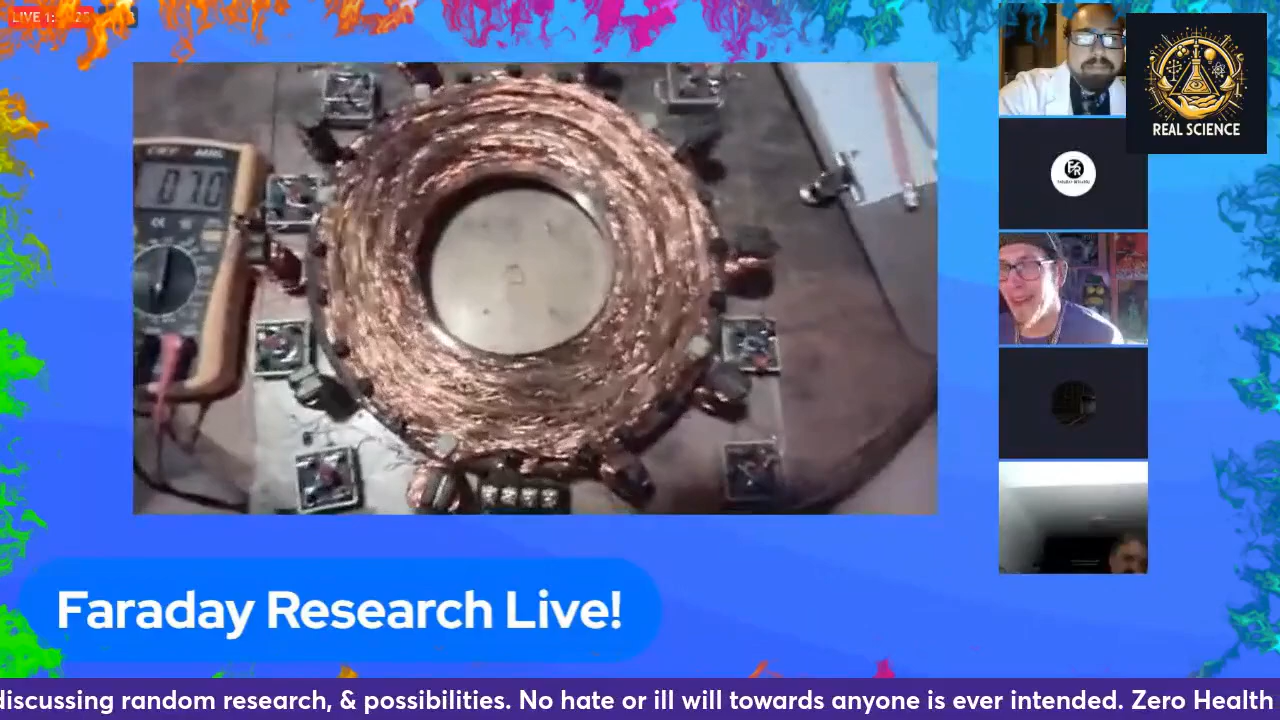 LIVE
REAL SCIENCE
070
Faraday Research Live!
discussing random research, & possibilities. No hate or ill will towards anyone is ever intended. Zero Health